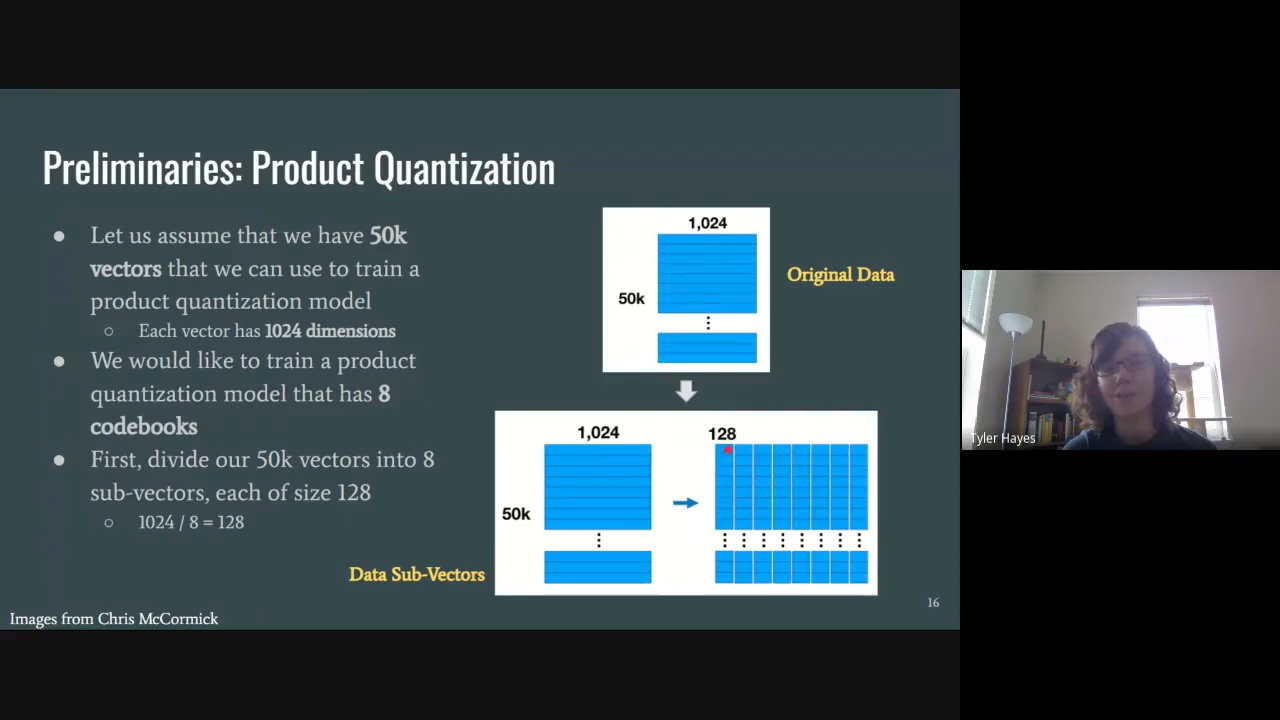 Preliminaries: Product Quantization
● Let us assume that we have 50k
vectors that we can use to train a
product quantization model
○ Each vector has 1024 dimensions
● We would like to train a product
quantization model that has 8
codebooks
● First, divide our 50k vectors into 8
sub-vectors, each of size 128
○ 1024 / 8 = 128
1,024
50k
Original Data
1,024
128
50k
Data Sub-Vectors
16
Images from Chris McCormick
Tyler Hayes